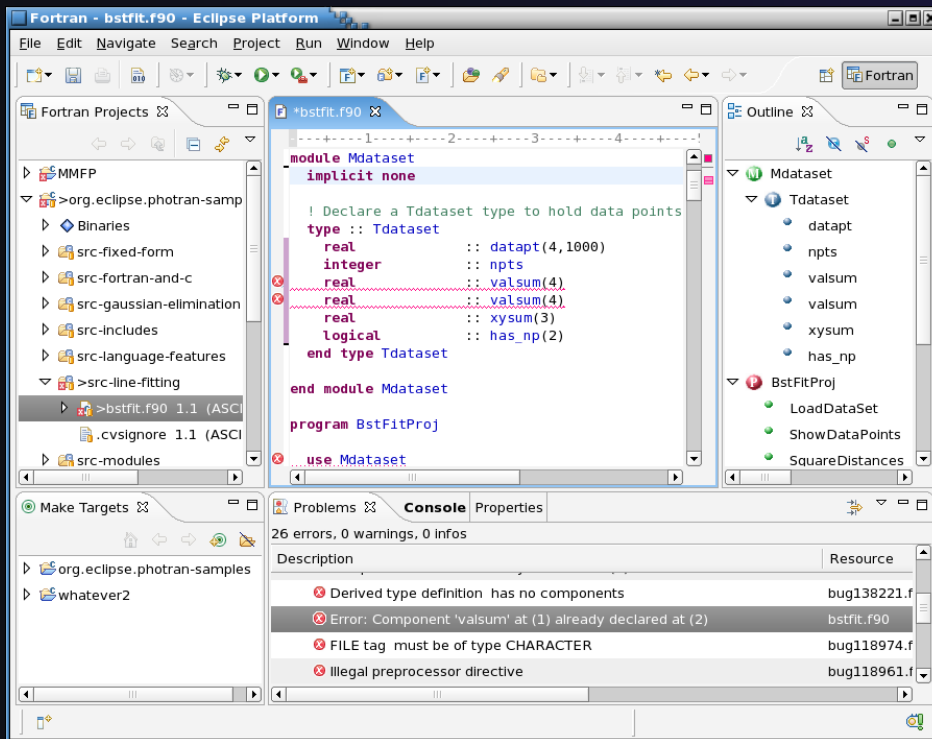 Fortran - bstfit.f90 - Eclipse Platform
File Edit Navigate Search Project Run Window Help
Fortran
Fortran Projects
MMFP
>org.eclipse.photran-samp
Binaries
src-fixed-form
src-fortran-and-c
src-gaussian-elimination
src-includes
src-language-features
>src-line-fitting
>bstfit.f90 1.1 (ASCI
.cvsignore 1.1 (ASCI
src-modules
*bstfit.f90
----+----1----+----2----+----3----+----4----+----
module Mdataset
implicit none
! Declare a Tdataset type to hold data points
type :: Tdataset
real :: datapt(4,1000)
integer :: npts
real :: valsum(4)
real :: valsum(4)
real :: xysum(3)
logical :: has_np(2)
end type Tdataset
end module Mdataset
program BstFitProj
use Mdataset
Outline
Mdataset
Tdataset
datapt
npts
valsum
valsum
xysum
has_np
BstFitProj
LoadDataSet
ShowDataPoints
SquareDistances
Make Targets
org.eclipse.photran-samples
whatever2
Problems Console Properties
26 errors, 0 warnings, 0 infos
Description Resource
Derived type definition has no components bug138221.f
Error: Component 'valsum' at (1) already declared at (2) bstfit.f90
FILE tag must be of type CHARACTER bug118974.f
Illegal preprocessor directive bug118961.f